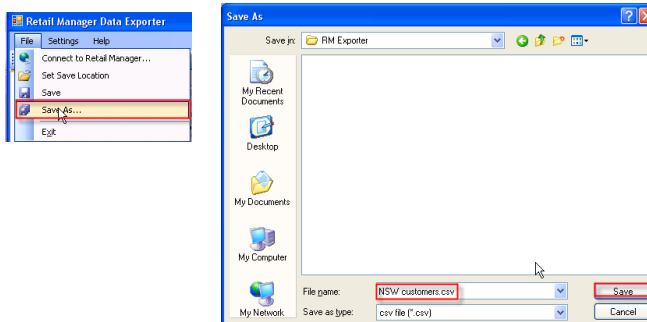 Retail Manager Data Exporter
File Settings Help
Connect to Retail Manager...
Set Save Location
Save
Save As...
Exit
Save As
Save in: RM Exporter
My Recent
Documents
Desktop
My Documents
My Computer
My Network
File name: NSW customers.csv Save
Save as type: csv file (*.csv) Cancel